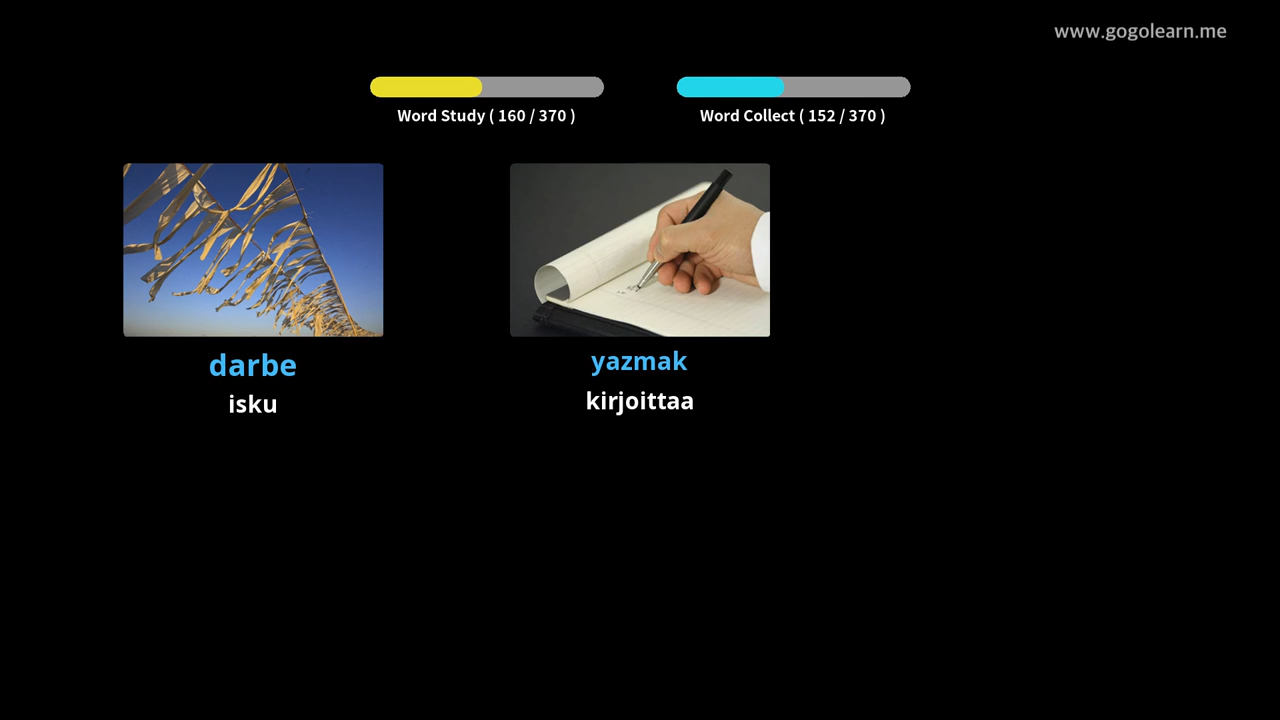 www.gogolearn.me
Word Study ( 160 / 370 )
Word Collect ( 152 / 370 )
darbe
isku
yazmak
kirjoittaa